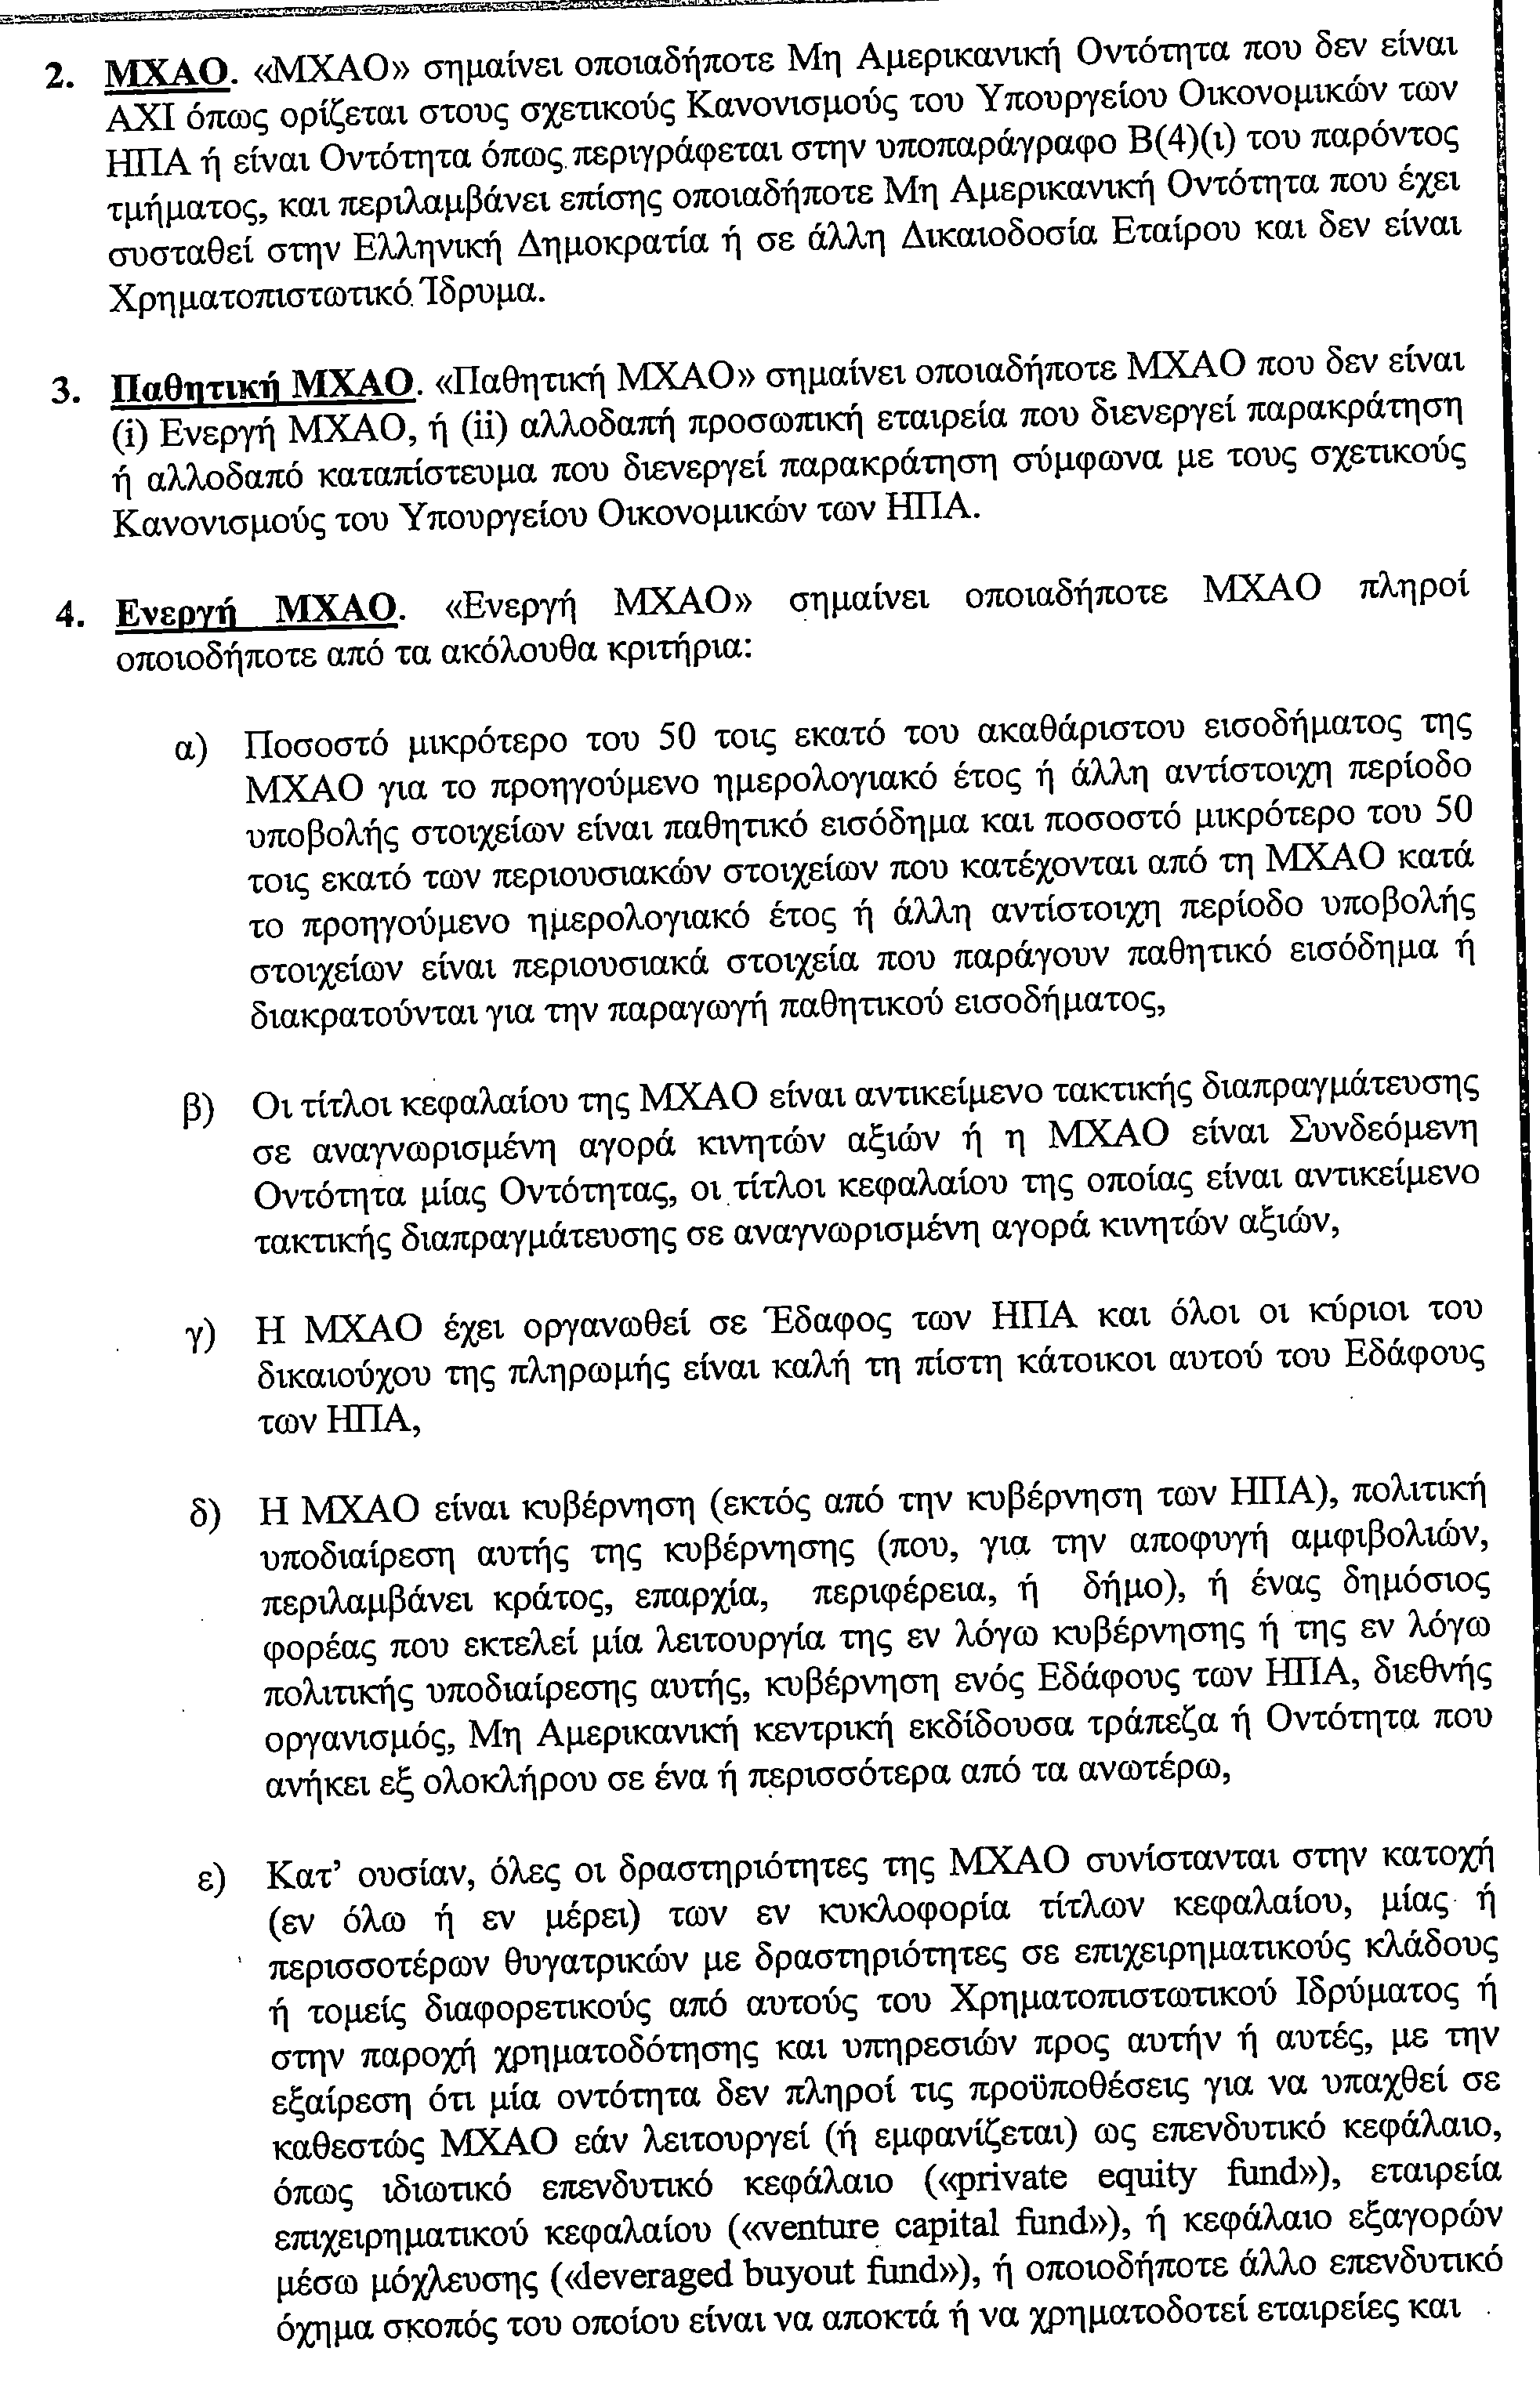 2. ΜΧΑΟ. «ΜΧΑΟ» σημαίνει οποιαδήποτε Μη Αμερικανική Οντότητα που δεν είναι
ΑΧΙ όπως ορίζεται στους σχετικούς Κανονισμούς του Υπουργείου Οικονομικών των
ΗΠΑ ή είναι Οντότητα όπως περιγράφεται στην υποπαράγραφο Β(4)(ι) του παρόντος
τμήματος, και περιλαμβάνει επίσης οποιαδήποτε Μη Αμερικανική Οντότητα που έχει
συσταθεί στην Ελληνική Δημοκρατία ή σε άλλη Δικαιοδοσία Εταίρου και δεν είναι
Χρηματοπιστωτικό Ίδρυμα.
3. Παθητική ΜΧΑΟ. «Παθητική ΜΧΑΟ» σημαίνει οποιαδήποτε ΜΧΑΟ που δεν είναι
(i) Ενεργή ΜΧΑΟ, ή (ii) αλλοδαπή προσωπική εταιρεία που διενεργεί παρακράτηση
ή αλλοδαπό καταπίστευμα που διενεργεί παρακράτηση σύμφωνα με τους σχετικούς
Κανονισμούς του Υπουργείου Οικονομικών των ΗΠΑ.
4. Ενεργή ΜΧΑΟ. «Ενεργή ΜΧΑΟ» σημαίνει οποιαδήποτε ΜΧΑΟ πληροί
οποιοδήποτε από τα ακόλουθα κριτήρια:
α) Ποσοστό μικρότερο του 50 τοις εκατό του ακαθάριστου εισοδήματος της
ΜΧΑΟ για το προηγούμενο ημερολογιακό έτος ή άλλη αντίστοιχη περίοδο
υποβολής στοιχείων είναι παθητικό εισόδημα και ποσοστό μικρότερο του 50
τοις εκατό των περιουσιακών στοιχείων που κατέχονται από τη ΜΧΑΟ κατά
το προηγούμενο ημερολογιακό έτος ή άλλη αντίστοιχη περίοδο υποβολής
στοιχείων είναι περιουσιακά στοιχεία που παράγουν παθητικό εισόδημα ή
διακρατούνται για την παραγωγή παθητικού εισοδήματος,
β) Οι τίτλοι κεφαλαίου της ΜΧΑΟ είναι αντικείμενο τακτικής διαπραγμάτευσης
σε αναγνωρισμένη αγορά κινητών αξιών ή η ΜΧΑΟ είναι Συνδεόμενη
Οντότητα μίας Οντότητας, οι τίτλοι κεφαλαίου της οποίας είναι αντικείμενο
τακτικής διαπραγμάτευσης σε αναγνωρισμένη αγορά κινητών αξιών,
γ) Η ΜΧΑΟ έχει οργανωθεί σε Έδαφος των ΗΠΑ και όλοι οι κύριοι του
δικαιούχου της πληρωμής είναι καλή τη πίστη κάτοικοι αυτού του Εδάφους
των ΗΠΑ,
δ) Η ΜΧΑΟ είναι κυβέρνηση (εκτός από την κυβέρνηση των ΗΠΑ), πολιτική
υποδιαίρεση αυτής της κυβέρνησης (που, για την αποφυγή αμφιβολιών,
περιλαμβάνει κράτος, επαρχία, περιφέρεια, ή δήμο), ή ένας δημόσιος
φορέας που εκτελεί μία λειτουργία της εν λόγω κυβέρνησης ή της εν λόγω
πολιτικής υποδιαίρεσης αυτής, κυβέρνηση ενός Εδάφους των ΗΠΑ, διεθνής
οργανισμός, Μη Αμερικανική κεντρική εκδίδουσα τράπεζα ή Οντότητα που
ανήκει εξ ολοκλήρου σε ένα ή περισσότερα από τα ανωτέρω,
ε) Κατ’ ουσίαν, όλες οι δραστηριότητες της ΜΧΑΟ συνίστανται στην κατοχή
(εν όλω ή εν μέρει) των εν κυκλοφορία τίτλων κεφαλαίου, μίας ή
περισσοτέρων θυγατρικών με δραστηριότητες σε επιχειρηματικούς κλάδους
ή τομείς διαφορετικούς από αυτούς του Χρηματοπιστωτικού Ιδρύματος ή
στην παροχή χρηματοδότησης και υπηρεσιών προς αυτήν ή αυτές, με την
εξαίρεση ότι μία οντότητα δεν πληροί τις προϋποθέσεις για να υπαχθεί σε
καθεστώς ΜΧΑΟ εάν λειτουργεί (ή εμφανίζεται) ως επενδυτικό κεφάλαιο,
όπως ιδιωτικό επενδυτικό κεφάλαιο («private equity fund»), εταιρεία
επιχειρηματικού κεφαλαίου («venture capital fund»), ή κεφάλαιο εξαγορών
μέσω μόχλευσης («leveraged buyout fund»), ή οποιοδήποτε άλλο επενδυτικό
όχημα σκοπός του οποίου είναι να αποκτά ή να χρηματοδοτεί εταιρείες και